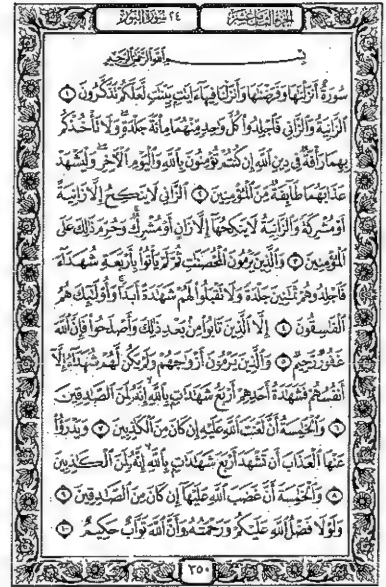 الجزء الثامن عشر
٢٤ سورة النور
بِسْمِ ٱللَّهِ ٱلرَّحْمَٰنِ ٱلرَّحِيمِ
سُورَةٌ أَنزَلْنَٰهَا وَفَرَضْنَٰهَا وَأَنزَلْنَا فِيهَآ ءَايَٰتٍۭ بَيِّنَٰتٍ لَّعَلَّكُمْ تَذَكَّرُونَ ١
ٱلزَّانِيَةُ وَٱلزَّانِي فَٱجْلِدُوا۟ كُلَّ وَٰحِدٍ مِّنْهُمَا مِا۟ئَةَ جَلْدَةٍ وَلَا تَأْخُذْكُم
بِهِمَا رَأْفَةٌ فِي دِينِ ٱللَّهِ إِن كُنتُمْ تُؤْمِنُونَ بِٱللَّهِ وَٱلْيَوْمِ ٱلْءَاخِرِ وَلْيَشْهَدْ
عَذَابَهُمَا طَآئِفَةٌ مِّنَ ٱلْمُؤْمِنِينَ ٢ ٱلزَّانِي لَا يَنكِحُ إِلَّا زَانِيَةً
أَوْ مُشْرِكَةً وَٱلزَّانِيَةُ لَا يَنكِحُهَآ إِلَّا زَانٍ أَوْ مُشْرِكٌ وَحُرِّمَ ذَٰلِكَ عَلَى
ٱلْمُؤْمِنِينَ ٣ وَٱلَّذِينَ يَرْمُونَ ٱلْمُحْصَنَٰتِ ثُمَّ لَمْ يَأْتُوا۟ بِأَرْبَعَةِ شُهَدَآءَ
فَٱجْلِدُوهُمْ ثَمَٰنِينَ جَلْدَةً وَلَا تَقْبَلُوا۟ لَهُمْ شَهَٰدَةً أَبَدًا وَأُو۟لَٰٓئِكَ هُمُ
ٱلْفَٰسِقُونَ ٤ إِلَّا ٱلَّذِينَ تَابُوا۟ مِنۢ بَعْدِ ذَٰلِكَ وَأَصْلَحُوا۟ فَإِنَّ ٱللَّهَ
غَفُورٌ رَّحِيمٌ ٥ وَٱلَّذِينَ يَرْمُونَ أَزْوَٰجَهُمْ وَلَمْ يَكُن لَّهُمْ شُهَدَآءُ إِلَّآ
أَنفُسُهُمْ فَشَهَٰدَةُ أَحَدِهِمْ أَرْبَعُ شَهَٰدَٰتٍۭ بِٱللَّهِ إِنَّهُۥ لَمِنَ ٱلصَّٰدِقِينَ
٦ وَٱلْخَٰمِسَةُ أَنَّ لَعْنَتَ ٱللَّهِ عَلَيْهِ إِن كَانَ مِنَ ٱلْكَٰذِبِينَ ٧ وَيَدْرَؤُا۟
عَنْهَا ٱلْعَذَابَ أَن تَشْهَدَ أَرْبَعَ شَهَٰدَٰتٍۭ بِٱللَّهِ إِنَّهُۥ لَمِنَ ٱلْكَٰذِبِينَ
٨ وَٱلْخَٰمِسَةَ أَنَّ غَضَبَ ٱللَّهِ عَلَيْهَآ إِن كَانَ مِنَ ٱلصَّٰدِقِينَ ٩
وَلَوْلَا فَضْلُ ٱللَّهِ عَلَيْكُمْ وَرَحْمَتُهُۥ وَأَنَّ ٱللَّهَ تَوَّابٌ حَكِيمٌ ١٠
٣٥٠